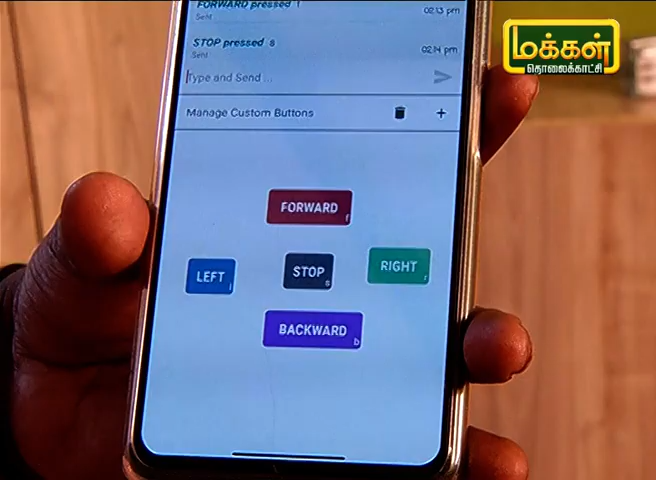 FORWARD pressed f
Sent
02:13 pm
மக்கள்
தொலைக்காட்சி
STOP pressed s
Sent
02:14 pm
Type and Send ...
Manage Custom Buttons
+
FORWARD
f
LEFT
l
STOP
s
RIGHT
r
BACKWARD
b